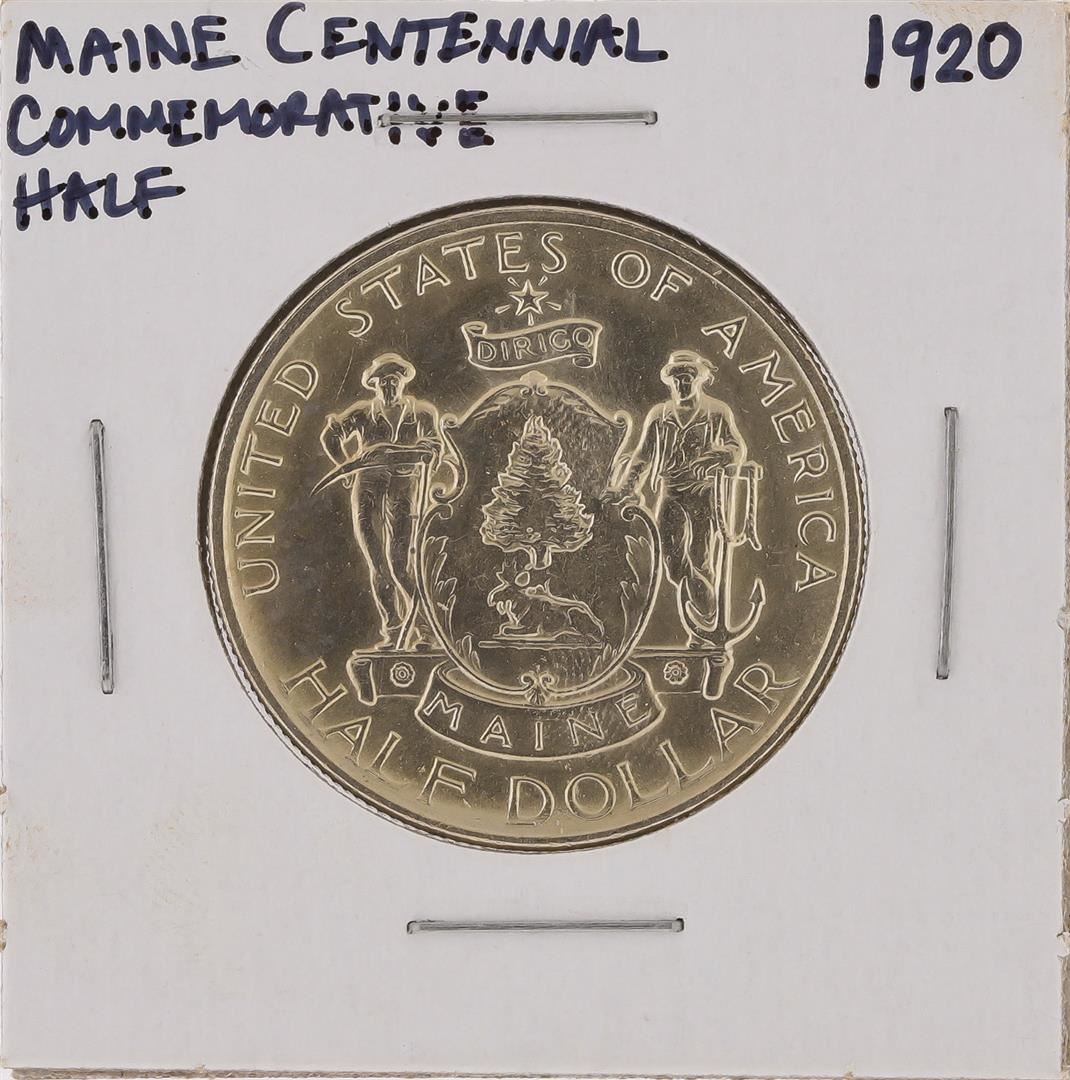 MAINE CENTENNIAL 1920
COMMEMORATIVE
HALF
UNITED STATES OF AMERICA
DIRIGO
MAINE
HALF DOLLAR